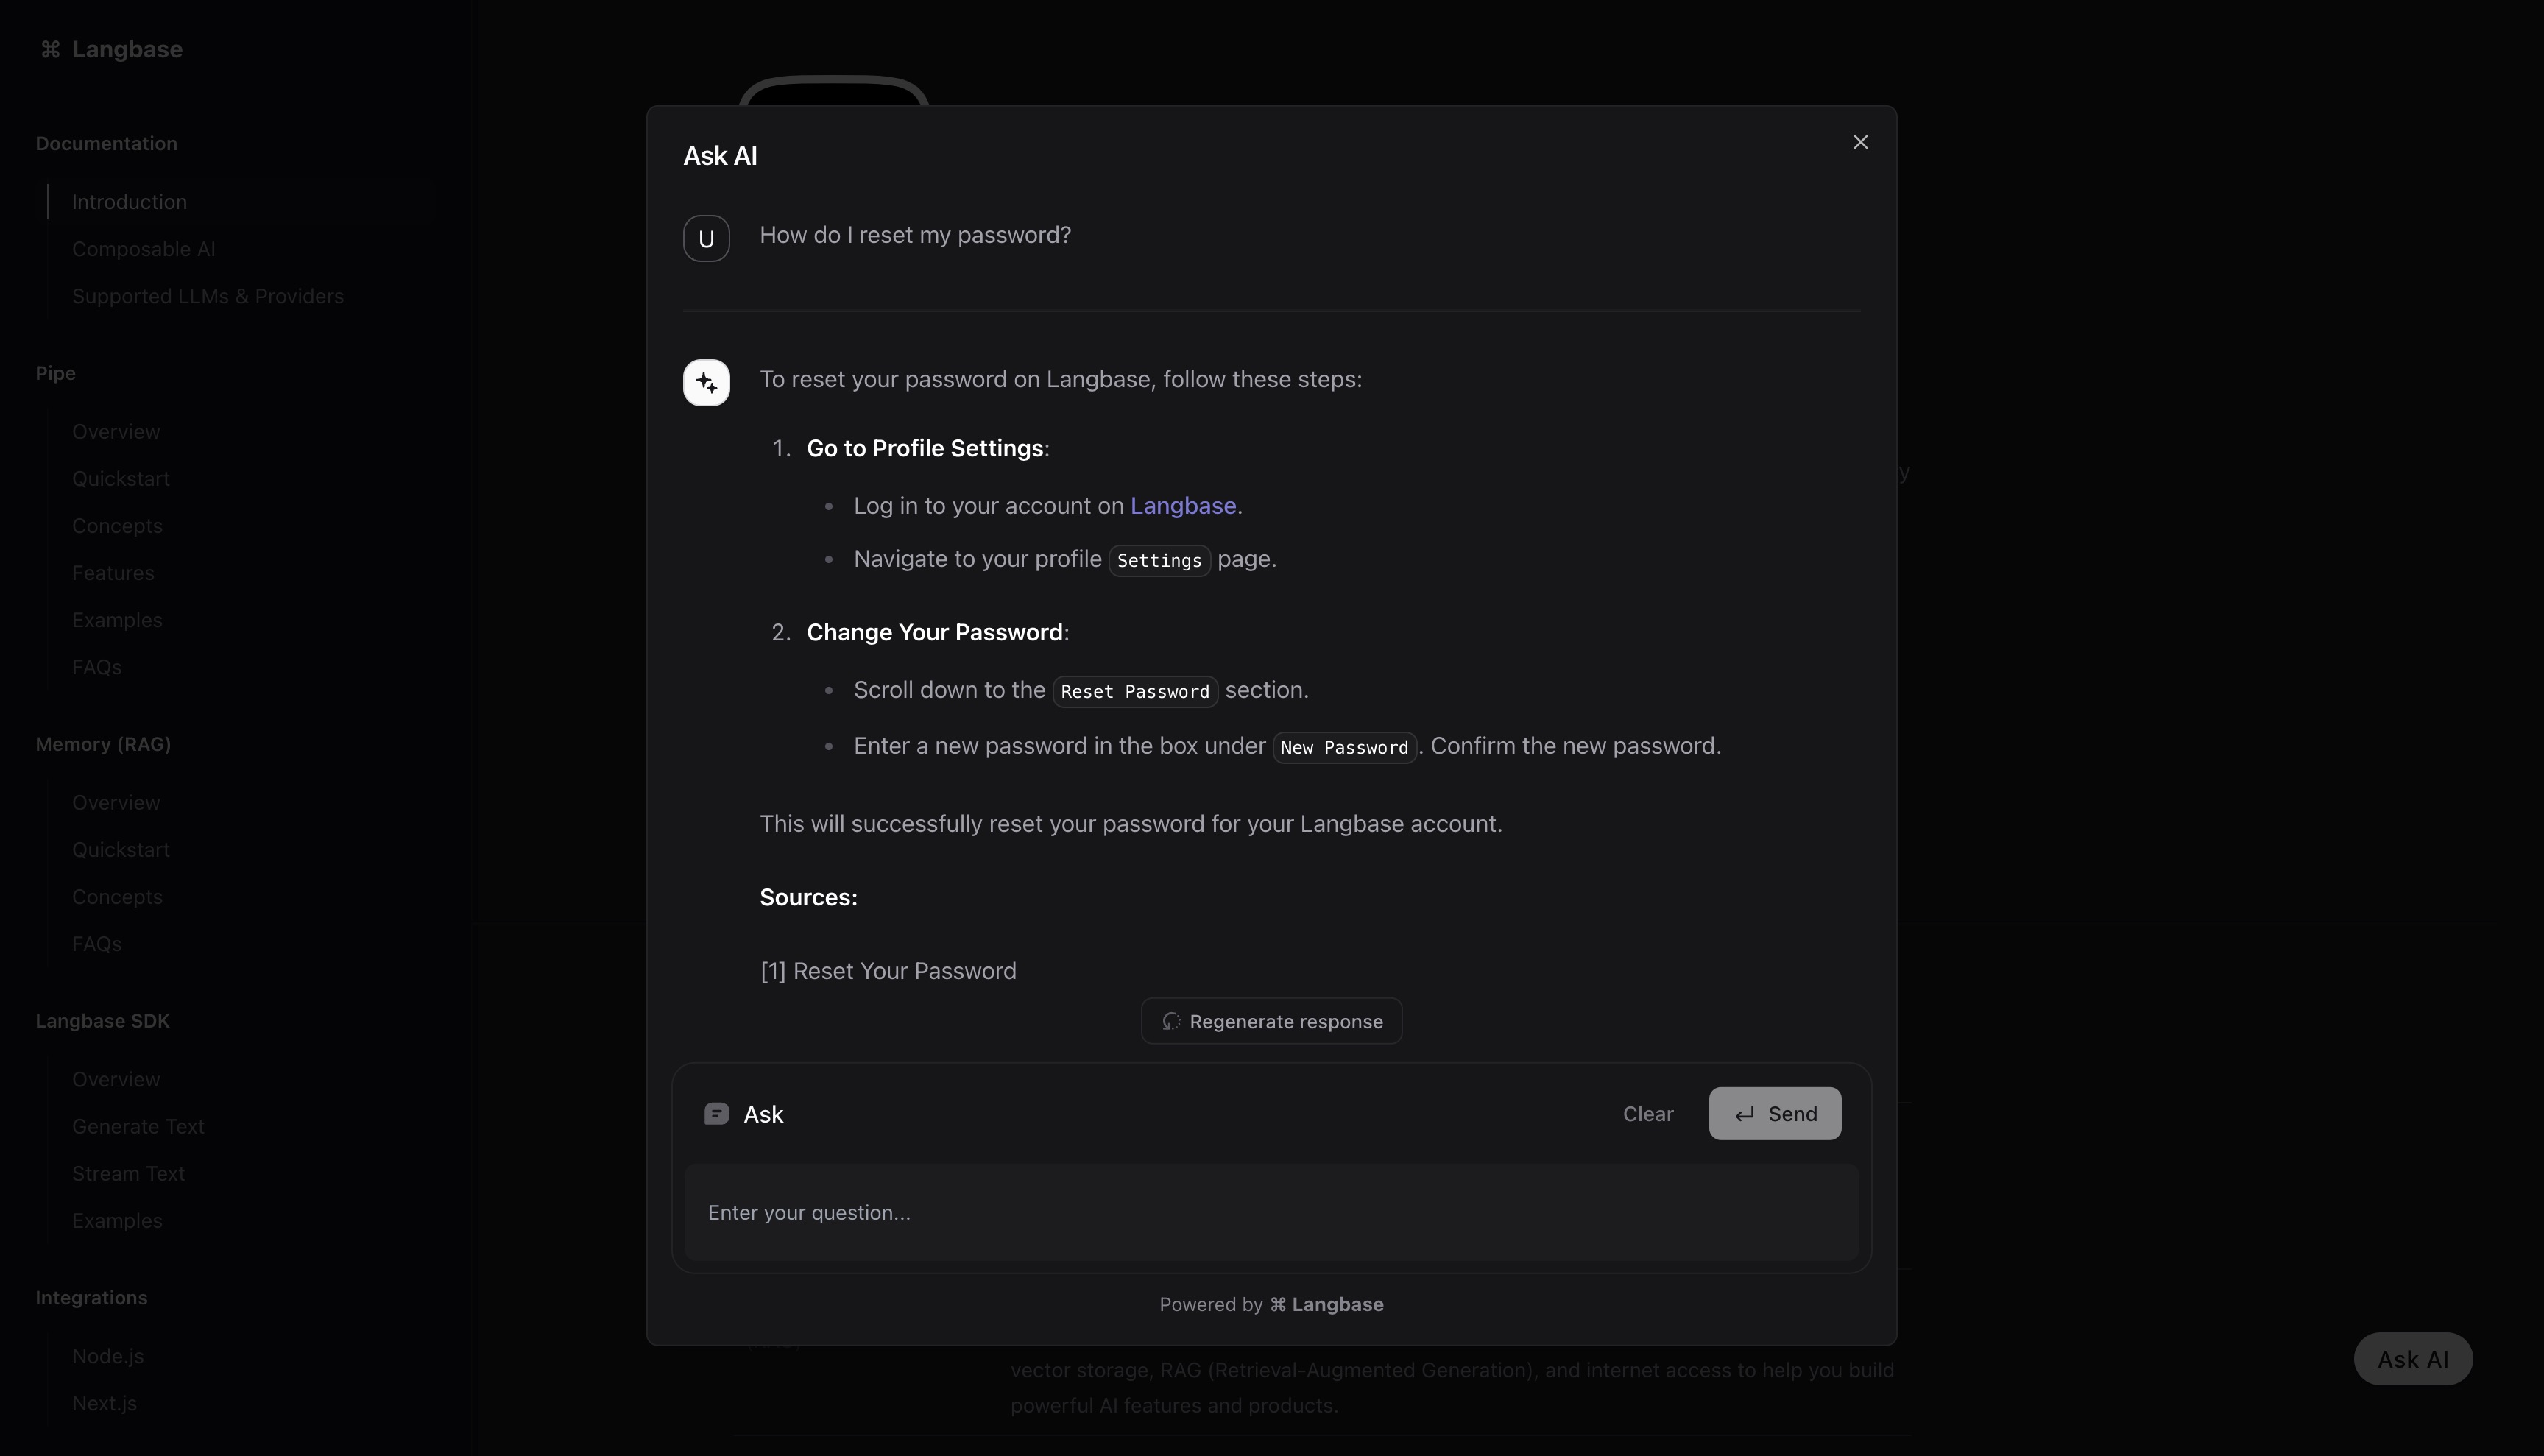 ⌘ Langbase
Documentation
Introduction
Composable AI
Supported LLMs & Providers
Pipe
Overview
Quickstart
Concepts
Features
Examples
FAQs
Memory (RAG)
Overview
Quickstart
Concepts
FAQs
Langbase SDK
Overview
Generate Text
Stream Text
Examples
Integrations
Node.js
Next.js
Ask AI
U
How do I reset my password?
To reset your password on Langbase, follow these steps:
1. Go to Profile Settings:
• Log in to your account on Langbase.
• Navigate to your profile Settings page.
2. Change Your Password:
• Scroll down to the Reset Password section.
• Enter a new password in the box under New Password. Confirm the new password.
This will successfully reset your password for your Langbase account.
Sources:
[1] Reset Your Password
Regenerate response
Ask
Clear
Send
Enter your question...
Powered by ⌘ Langbase
y
vector storage, RAG (Retrieval-Augmented Generation), and internet access to help you build
powerful AI features and products.
Ask AI